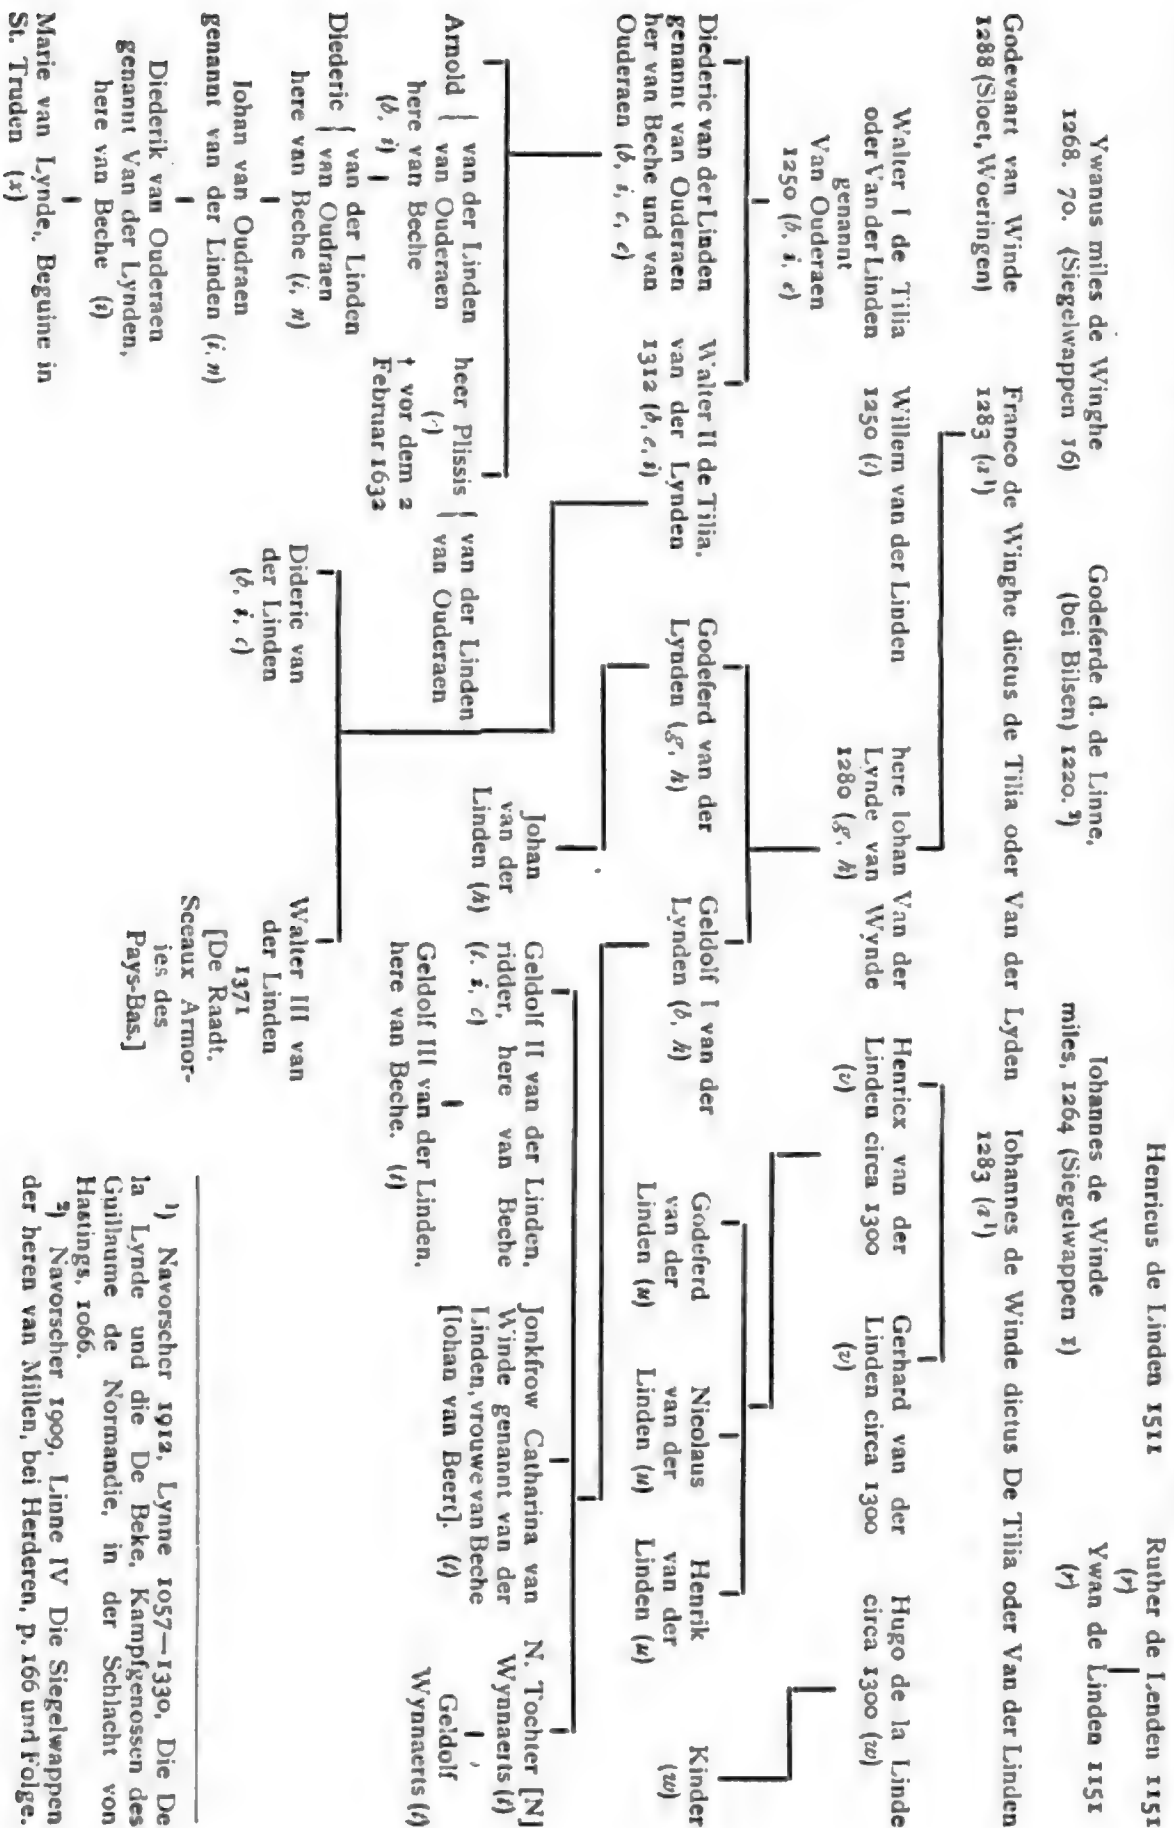 Henricus de Linden 1511
Ruther de Lenden 1151
(r)
Ywan de Linden 1151
(r)
Ywanus miles de Winghe
1268. 70. (Siegelwappen 16)
Godeferde d. de Linne,
(bei Bilsen) 1220.²)
Iohannes de Winde
miles, 1264 (Siegelwappen 1)
Godevaart van Winde
1288 (Sloet, Woeringen)
Franco de Winghe dictus de Tilia oder Van der Lyden
1283 (a¹)
Iohannes de Winde dictus De Tilia oder Van der Linden
1283 (a¹)
Walter I de Tilia
oder Van der Linden
genannt
Van Ouderaen
1250 (b, i, c)
Willem van der Linden
1250 (i)
here Iohan Van der
Lynde van Wynde
1280 (g, h)
Henricx van der
Linden circa 1300
(v)
Gerhard van der
Linden circa 1300
(v)
Hugo de la Linde
circa 1300 (w)
Diederic van der Linden
genannt van Ouderaen
her van Beche und van
Ouderaen (b, i, c, e)
Walter II de Tilia,
van der Lynden
1312 (b, c, i)
Godeferd van der
Lynden (g, h)
Geldolf I van der
Lynden (b, h)
Godeferd
van der
Linden (u)
Nicolaus
van der
Linden (u)
Henrik
van der
Linden (u)
Kinder
(w)
Arnold { van der Linden
van Ouderaen
here van Beche
(b, i)
heer Plissis { van der Linden
van Ouderaen
† vor dem 2
Februar 1632
Johan
van der
Linden (h)
Geldolf II van der Linden,
ridder, here van Beche
(t, i, c)
Geldolf III van der Linden,
here van Beche. (t)
Jonkfrow Catharina van
Winde genannt van der
Linden, vrouwe van Beche
[Iohan van Beert]. (t)
N. Tochter [N]
Wynnaerts (t)
Geldolf
Wynnaerts (t)
Diederic { van der Linden
van Oudraen
here van Beche (i, n)
Dideric van
der Linden
(b, i, c)
Walter III van
der Linden
1371
[De Raadt,
Sceaux Armor-
ies des
Pays-Bas.]
Iohan van Oudraen
genannt van der Linden (i, n)
Diederik van Ouderaen
genannt Van der Lynden,
here van Beche (i)
Marie van Lynde, Beguine in
St. Truden (x)
¹) Navorscher 1912, Lynne 1057—1330, Die De
la Lynde und die De Beke, Kampfgenossen des
Guillaume de Normandie, in der Schlacht von
Hastings, 1066.
²) Navorscher 1909, Linne IV Die Siegelwappen
der heren van Millen, bei Herderen, p. 166 und Folge.